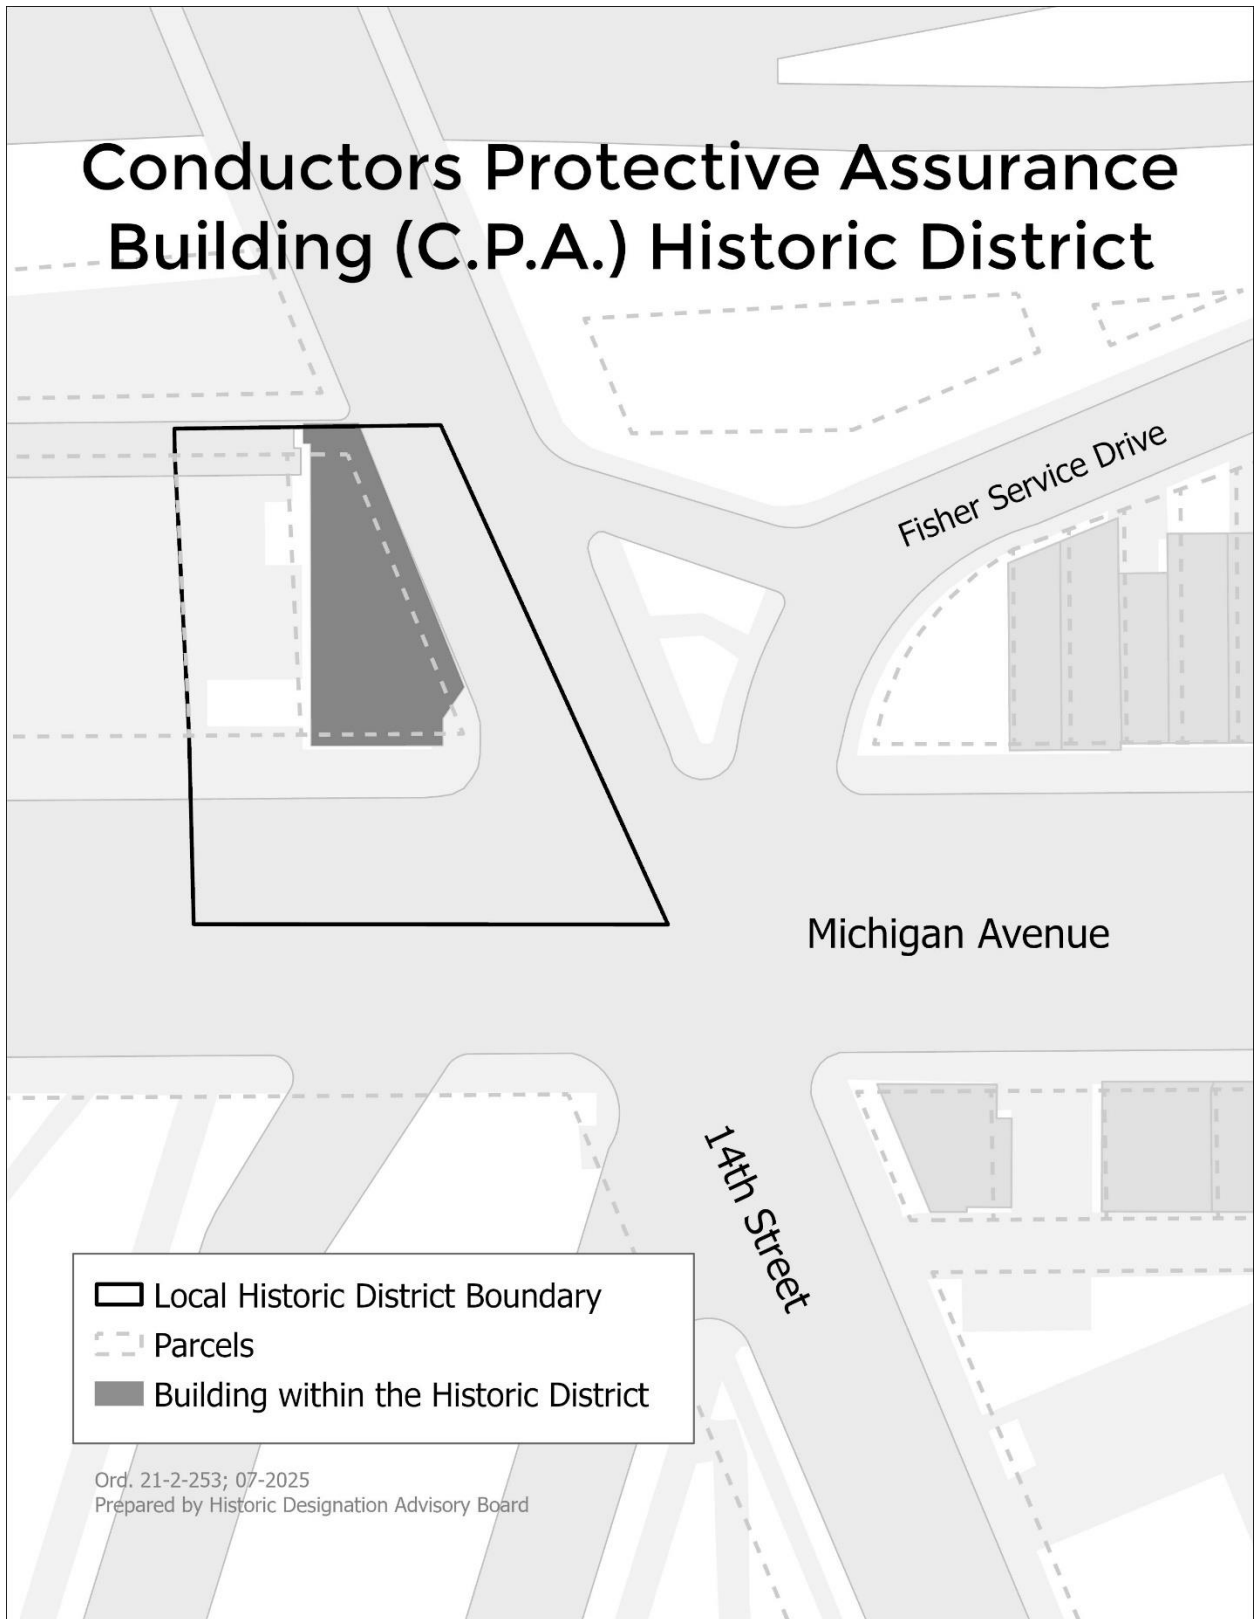 Conductors Protective Assurance
Building (C.P.A.) Historic District
Fisher Service Drive
Michigan Avenue
14th Street
Local Historic District Boundary
Parcels
Building within the Historic District
Ord. 21-2-253; 07-2025
Prepared by Historic Designation Advisory Board